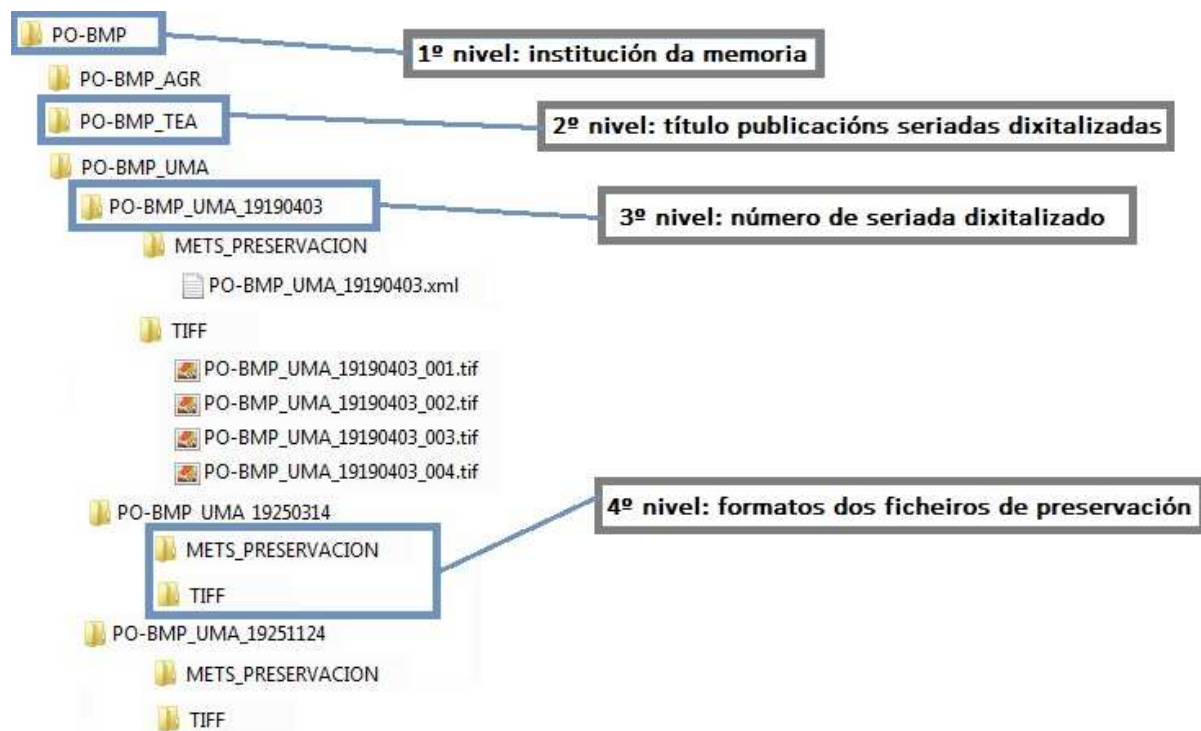 PO-BMP
1º nivel: institución da memoria
PO-BMP_AGR
PO-BMP_TEA
2º nivel: título publicacións seriadas dixitalizadas
PO-BMP_UMA
PO-BMP_UMA_19190403
3º nivel: número de seriada dixitalizado
METS_PRESERVACION
PO-BMP_UMA_19190403.xml
TIFF
PO-BMP_UMA_19190403_001.tif
PO-BMP_UMA_19190403_002.tif
PO-BMP_UMA_19190403_003.tif
PO-BMP_UMA_19190403_004.tif
4º nivel: formatos dos ficheiros de preservación
PO-BMP_UMA_19250314
METS_PRESERVACION
TIFF
PO-BMP_UMA_19251124
METS_PRESERVACION
TIFF